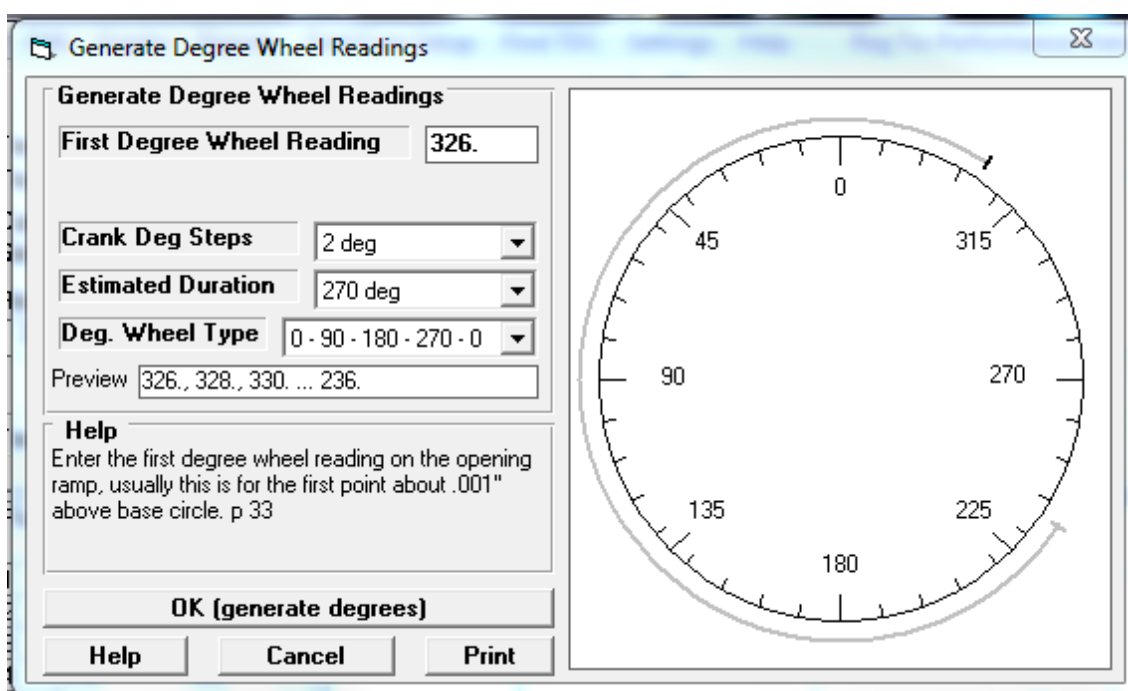 Generate Degree Wheel Readings
Generate Degree Wheel Readings
First Degree Wheel Reading 326.
Crank Deg Steps 2 deg
Estimated Duration 270 deg
Deg. Wheel Type 0 - 90 - 180 - 270 - 0
Preview 326., 328., 330. ... 236.
Help
Enter the first degree wheel reading on the opening
ramp, usually this is for the first point about .001"
above base circle. p 33
OK (generate degrees)
Help Cancel Print
0
45 315
90 270
135 225
180